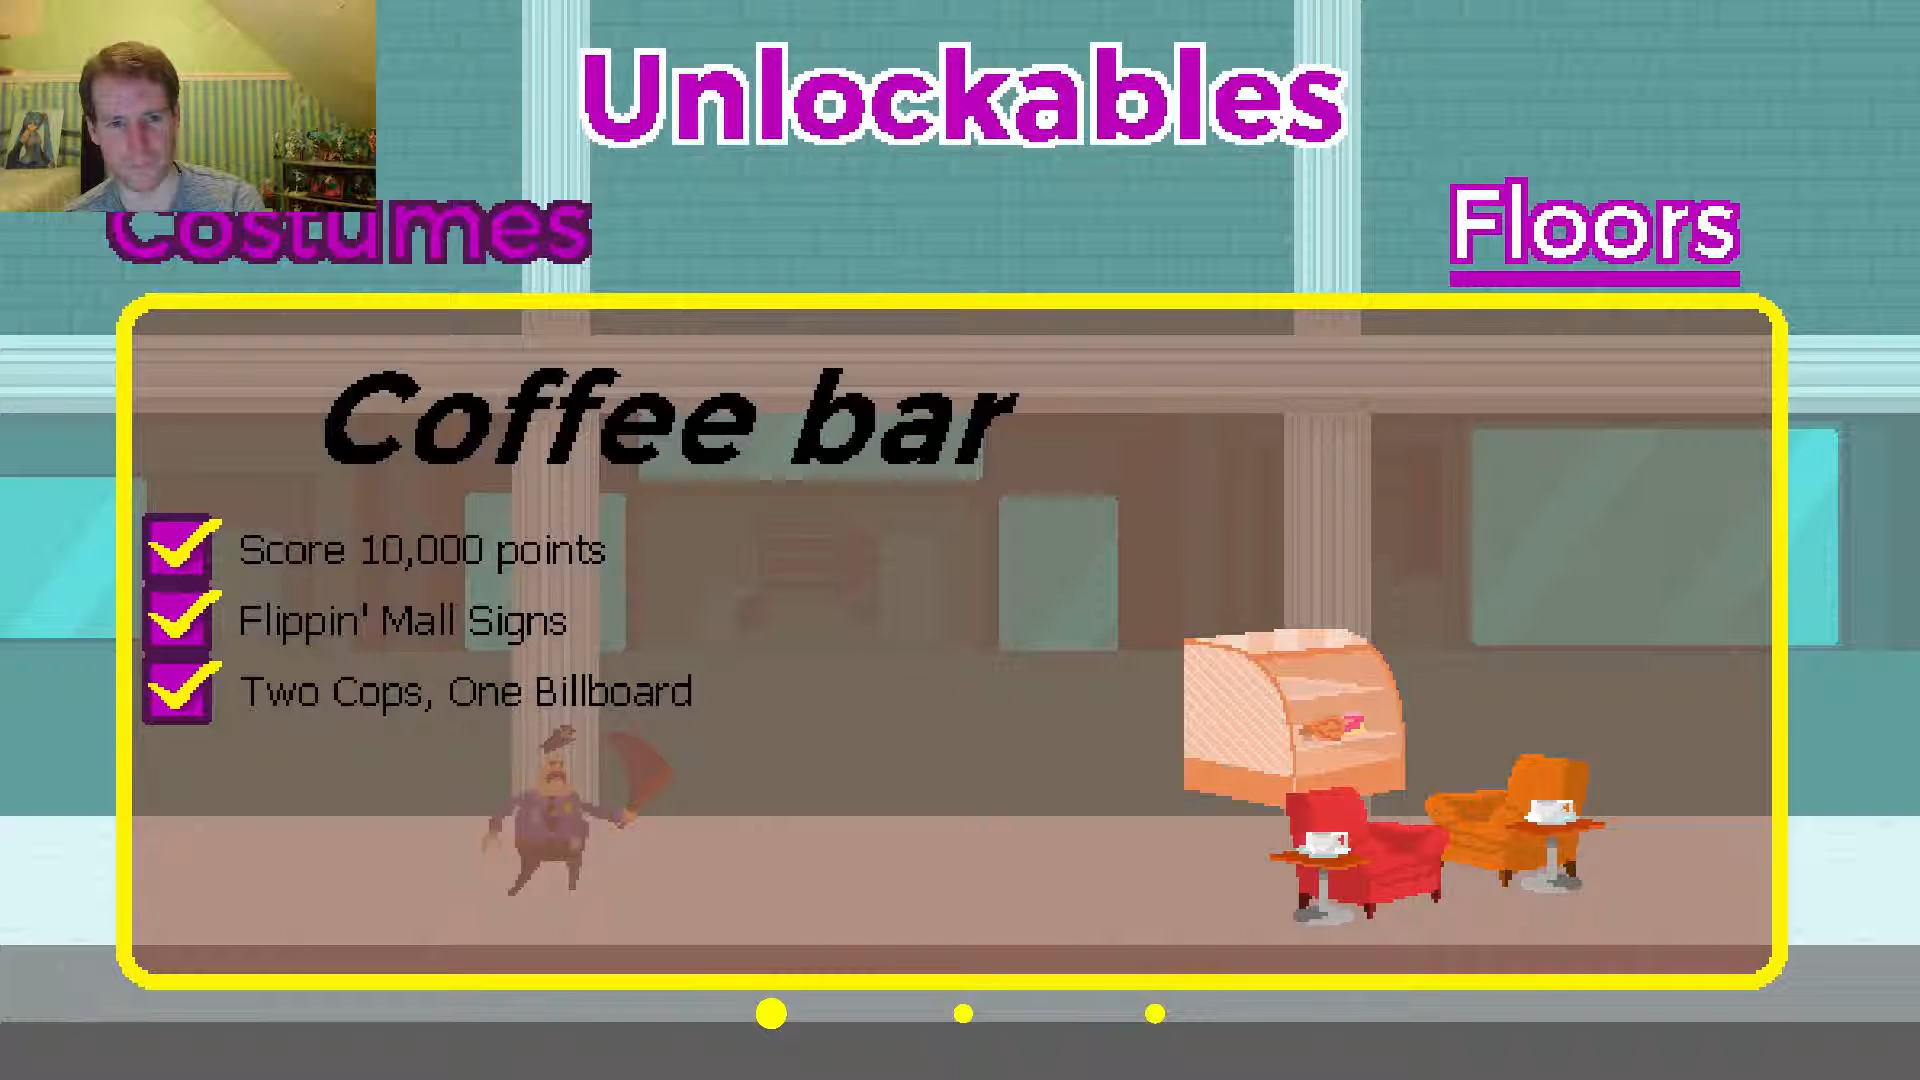 Unlockables
Costumes
Floors
Coffee bar
Score 10,000 points
Flippin' Mall Signs
Two Cops, One Billboard